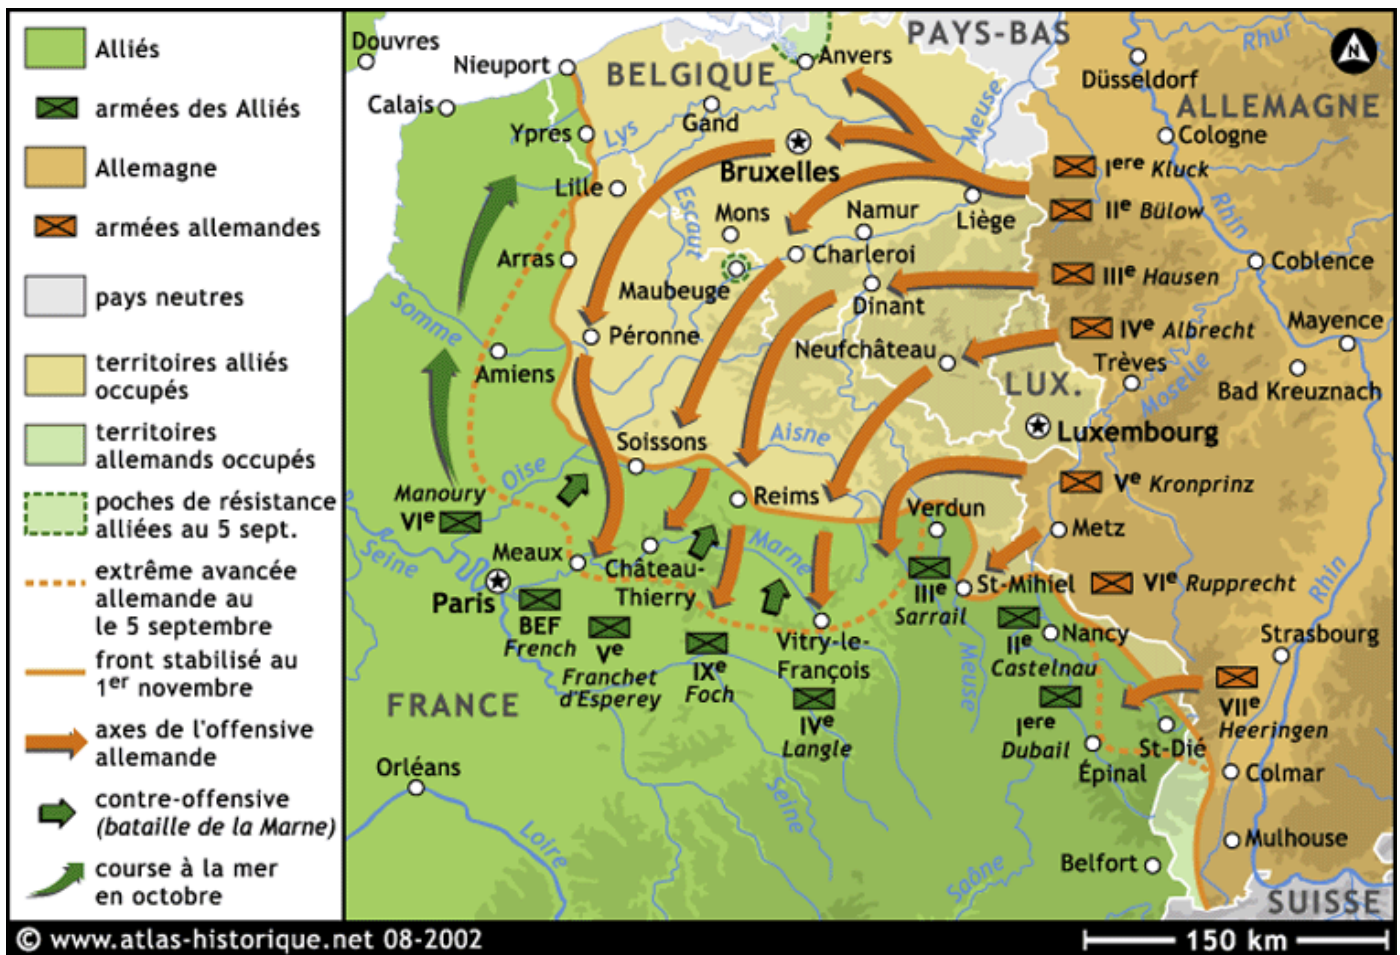 Alliés
armées des Alliés
Allemagne
armées allemandes
pays neutres
territoires alliés
occupés
territoires
allemands occupés
poches de résistance
alliées au 5 sept.
extrême avancée
allemande au
le 5 septembre
front stabilisé au
1er novembre
axes de l'offensive
allemande
contre-offensive
(bataille de la Marne)
course à la mer
en octobre
Douvres
Nieuport
Calais
Ypres
BELGIQUE
Anvers
PAYS-BAS
Rhur
N
Düsseldorf
ALLEMAGNE
Cologne
Meuse
Gand
Lys
Bruxelles
Iere Kluck
Lille
Escaut
Mons
Namur
Liège
IIe Bülow
Rhin
Arras
Charleroi
Maubeuge
Dinant
IIIe Hausen
Coblence
Somme
Péronne
Neufchâteau
IVe Albrecht
Mayence
Trèves
Moselle
Bad Kreuznach
Amiens
LUX.
Luxembourg
Soissons
Aisne
Oise
Reims
Manoury
VIe
Verdun
Ve Kronprinz
Metz
Seine
Meaux
Château-
Thierry
Marne
Paris
BEF
French
Ve
Franchet
d'Esperey
IXe
Foch
Vitry-le-
François
IVe
Langle
IIIe
Sarrail
St-Mihiel
VIe Rupprecht
Rhin
IIe
Castelnau
Nancy
Strasbourg
Meuse
Iere
Dubail
VIIe
Heeringen
FRANCE
St-Dié
Épinal
Colmar
Orléans
Seine
Loire
Saône
Belfort
Mulhouse
SUISSE
© www.atlas-historique.net 08-2002
150 km